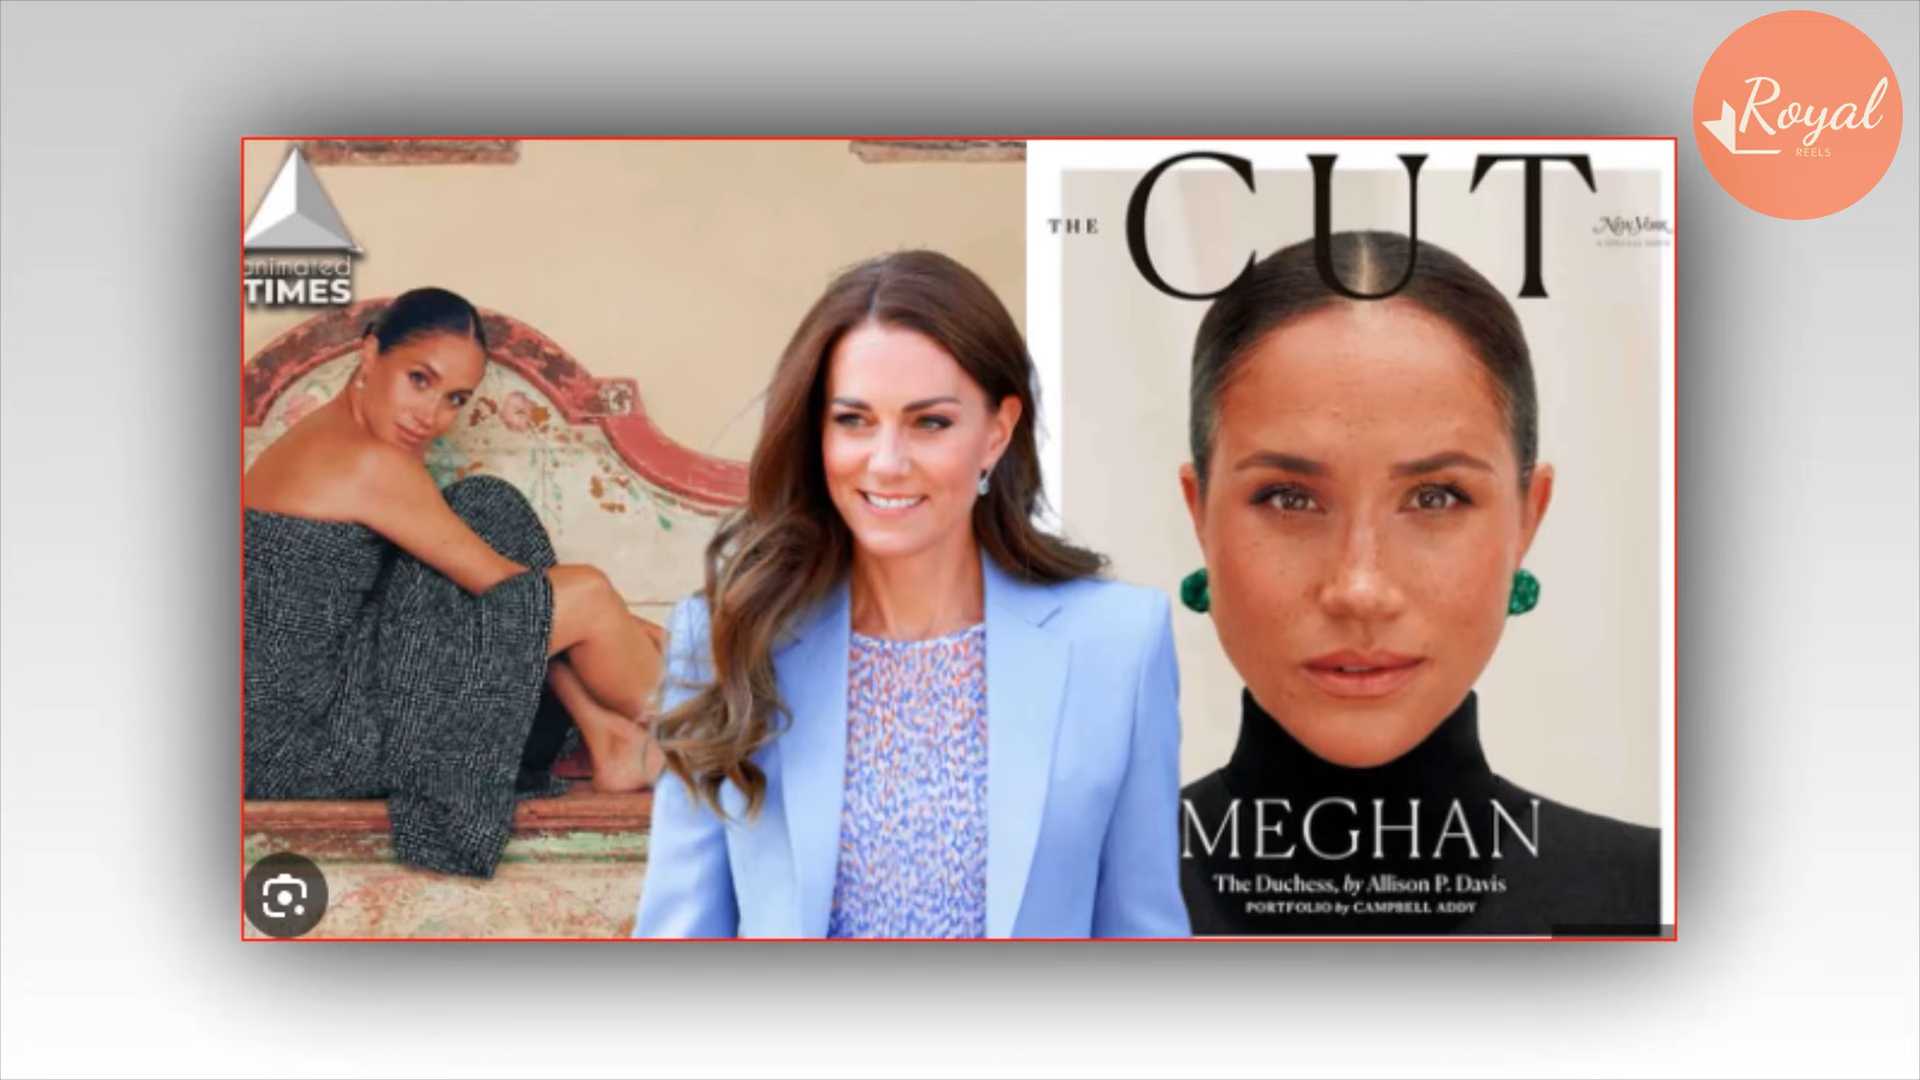 Royal
REELS
animated
TIMES
THE CUT
New York
MEGHAN
The Duchess, by Allison P. Davis
PORTFOLIO by CAMPBELL ADDY